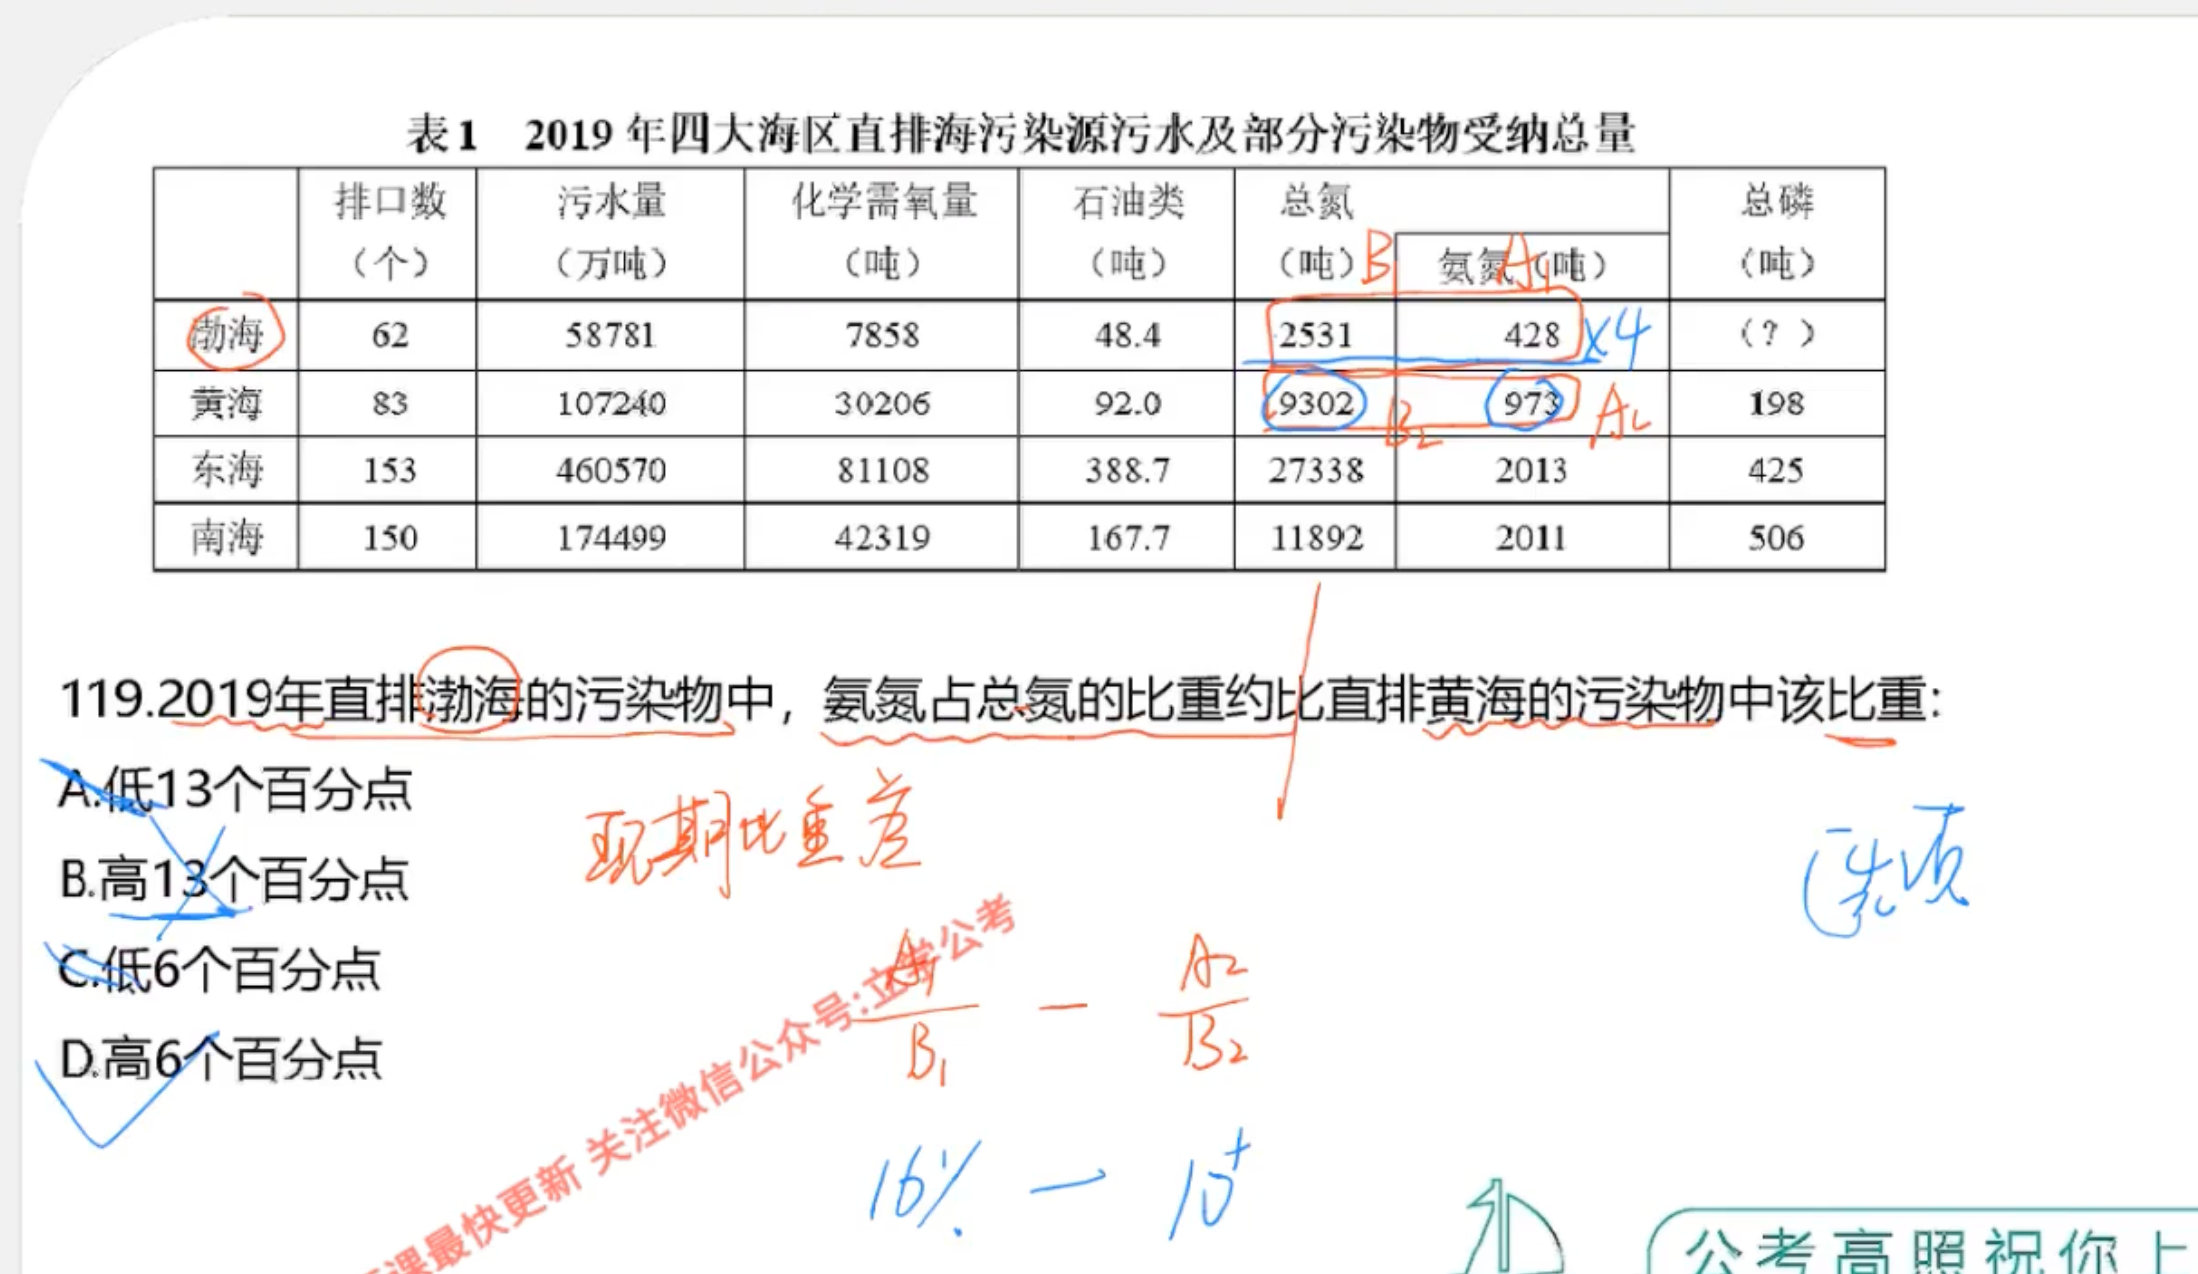 表1 2019年四大海区直排海污染源污水及部分污染物受纳总量
排口数（个） 污水量（万吨） 化学需氧量（吨） 石油类（吨） 总氮（吨） 氨氮（吨） 总磷（吨）
B1 A1
渤海 62 58781 7858 48.4 2531 428 （？）
x4
黄海 83 107240 30206 92.0 9302 973 198
B2 A2
东海 153 460570 81108 388.7 27338 2013 425
南海 150 174499 42319 167.7 11892 2011 506
119.2019年直排渤海的污染物中，氨氮占总氮的比重约比直排黄海的污染物中该比重：
A.低13个百分点
B.高13个百分点
C.低6个百分点
D.高6个百分点
现期比重差
选项
A1 — A2
B1 B2
16% — 10+
课最快更新 关注微信公众号:立学公考
公考高照祝你上